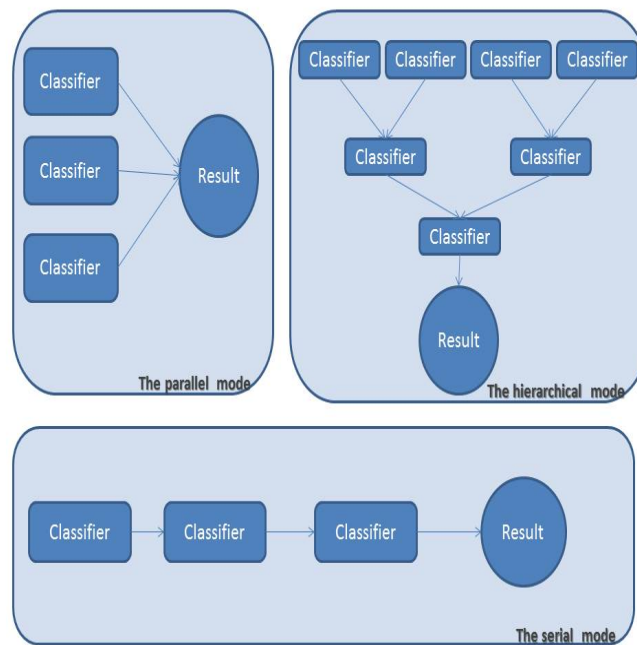 Classifier
Classifier
Classifier
Result
The parallel mode
Classifier Classifier Classifier Classifier
Classifier Classifier
Classifier
Result
The hierarchical mode
Classifier Classifier Classifier Result
The serial mode